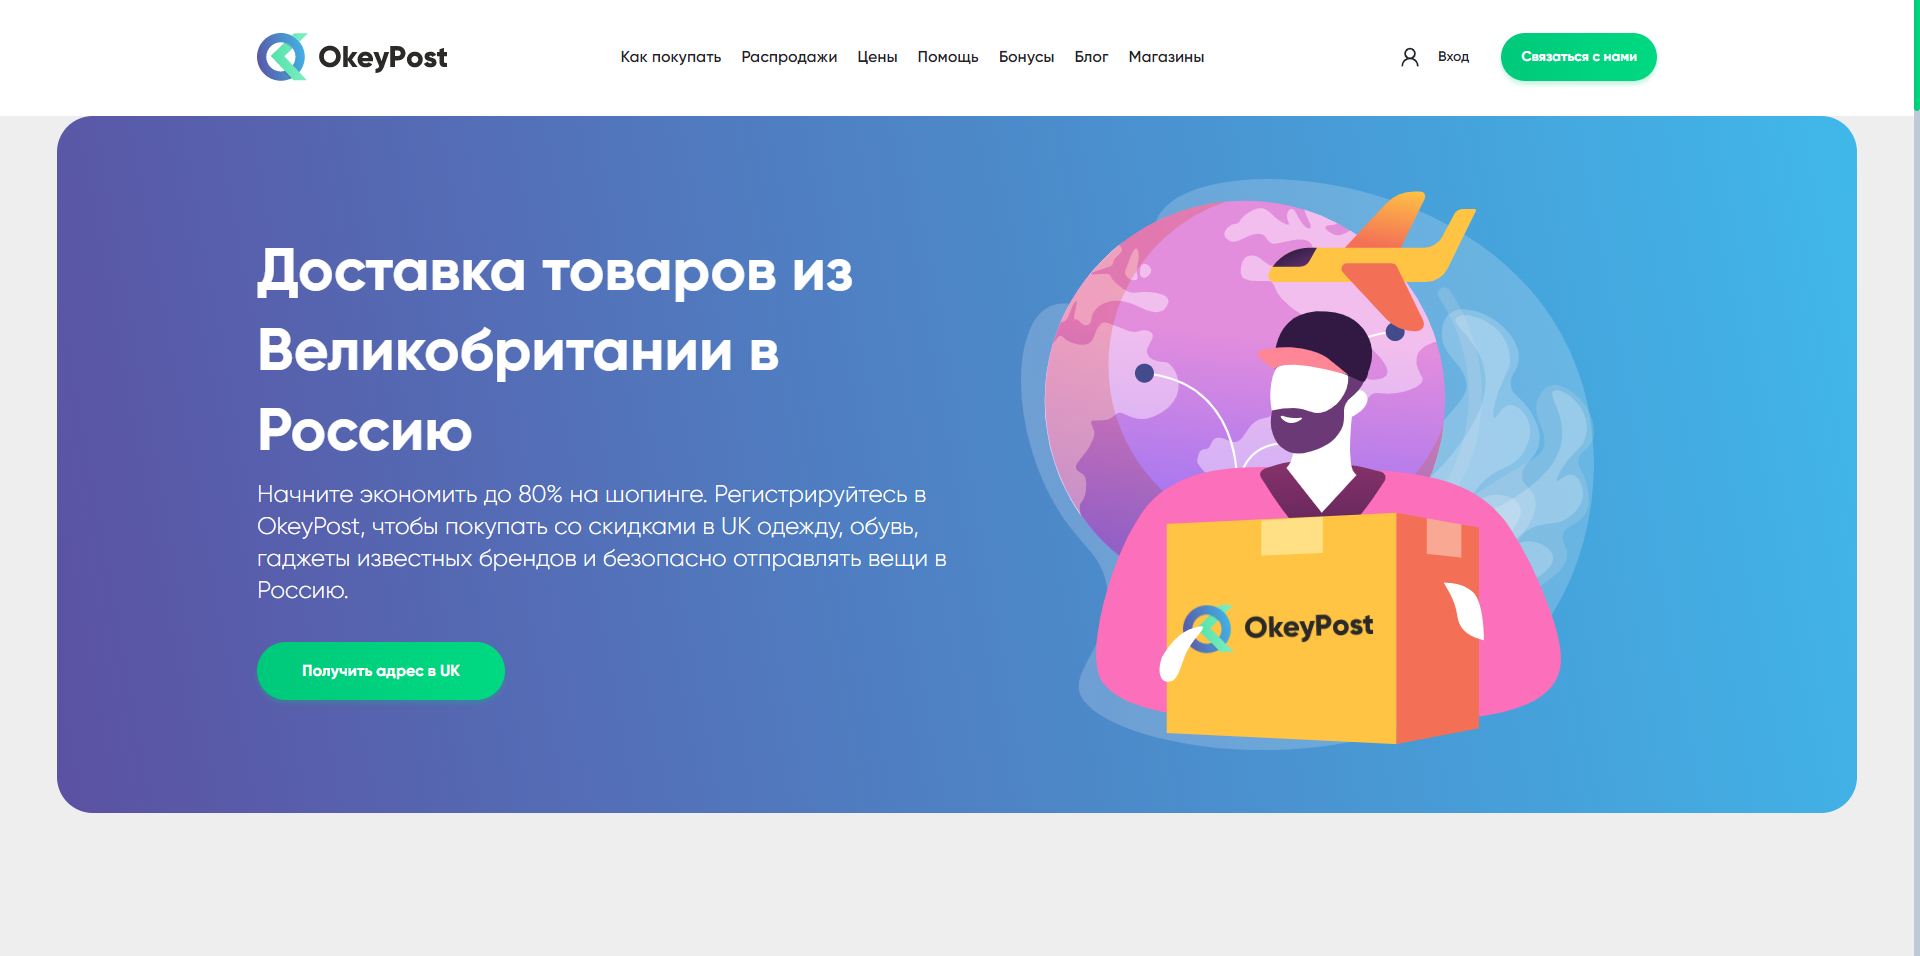 OkeyPost
Как покупать Распродажи Цены Помощь Бонусы Блог Магазины
Вход
Связаться с нами
Доставка товаров из
Великобритании в
Россию
Начните экономить до 80% на шопинге. Регистрируйтесь в
OkeyPost, чтобы покупать со скидками в UK одежду, обувь,
гаджеты известных брендов и безопасно отправлять вещи в
Россию.
Получить адрес в UK
OkeyPost